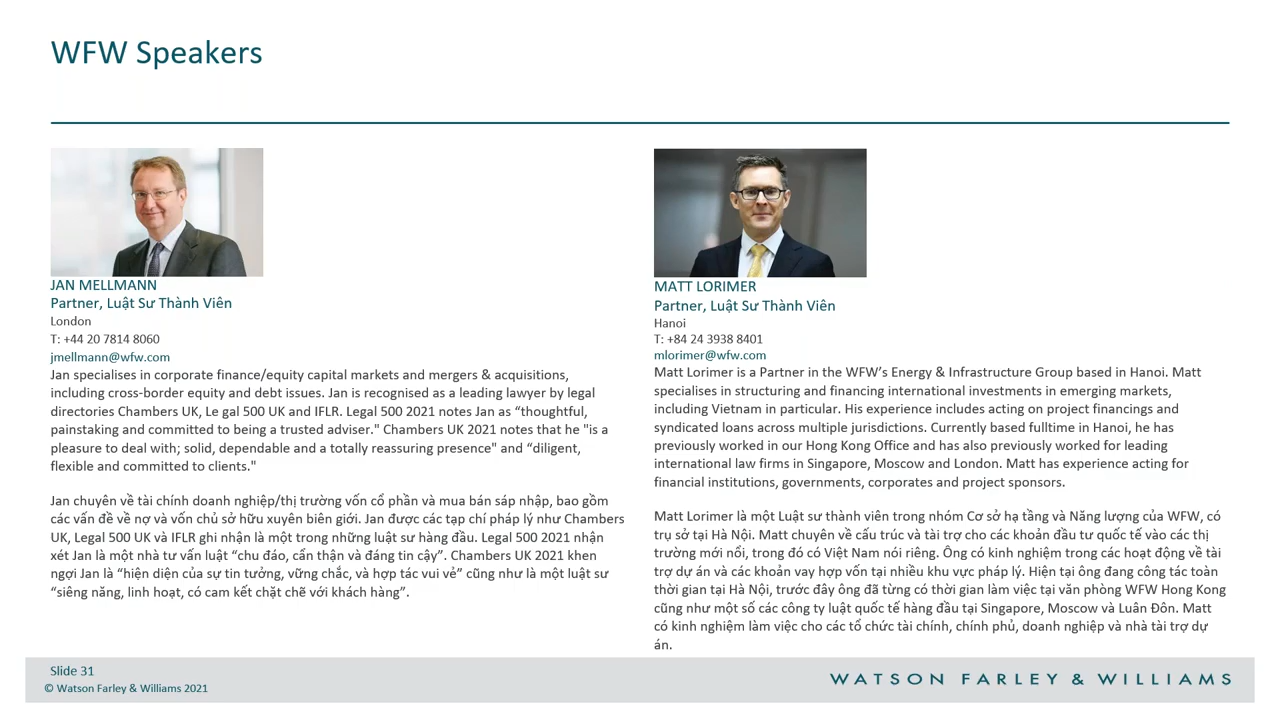 WFW Speakers
JAN MELLMANN
Partner, Luật Sư Thành Viên
London
T: +44 20 7814 8060
jmellmann@wfw.com
Jan specialises in corporate finance/equity capital markets and mergers & acquisitions,
including cross-border equity and debt issues. Jan is recognised as a leading lawyer by legal
directories Chambers UK, Le gal 500 UK and IFLR. Legal 500 2021 notes Jan as “thoughtful,
painstaking and committed to being a trusted adviser." Chambers UK 2021 notes that he "is a
pleasure to deal with; solid, dependable and a totally reassuring presence" and “diligent,
flexible and committed to clients."
Jan chuyên về tài chính doanh nghiệp/thị trường vốn cổ phần và mua bán sáp nhập, bao gồm
các vấn đề về nợ và vốn chủ sở hữu xuyên biên giới. Jan được các tạp chí pháp lý như Chambers
UK, Legal 500 UK và IFLR ghi nhận là một trong những luật sư hàng đầu. Legal 500 2021 nhận
xét Jan là một nhà tư vấn luật “chu đáo, cẩn thận và đáng tin cậy”. Chambers UK 2021 khen
ngợi Jan là “hiện diện của sự tin tưởng, vững chắc, và hợp tác vui vẻ” cũng như là một luật sư
“siêng năng, linh hoạt, có cam kết chặt chẽ với khách hàng”.
MATT LORIMER
Partner, Luật Sư Thành Viên
Hanoi
T: +84 24 3938 8401
mlorimer@wfw.com
Matt Lorimer is a Partner in the WFW’s Energy & Infrastructure Group based in Hanoi. Matt
specialises in structuring and financing international investments in emerging markets,
including Vietnam in particular. His experience includes acting on project financings and
syndicated loans across multiple jurisdictions. Currently based fulltime in Hanoi, he has
previously worked in our Hong Kong Office and has also previously worked for leading
international law firms in Singapore, Moscow and London. Matt has experience acting for
financial institutions, governments, corporates and project sponsors.
Matt Lorimer là một Luật sư thành viên trong nhóm Cơ sở hạ tầng và Năng lượng của WFW, có
trụ sở tại Hà Nội. Matt chuyên về cấu trúc và tài trợ cho các khoản đầu tư quốc tế vào các thị
trường mới nổi, trong đó có Việt Nam nói riêng. Ông có kinh nghiệm trong các hoạt động về tài
trợ dự án và các khoản vay hợp vốn tại nhiều khu vực pháp lý. Hiện tại ông đang công tác toàn
thời gian tại Hà Nội, trước đây ông đã từng có thời gian làm việc tại văn phòng WFW Hong Kong
cũng như một số các công ty luật quốc tế hàng đầu tại Singapore, Moscow và Luân Đôn. Matt
có kinh nghiệm làm việc cho các tổ chức tài chính, chính phủ, doanh nghiệp và nhà tài trợ dự
án.
Slide 31
© Watson Farley & Williams 2021
WATSON FARLEY & WILLIAMS